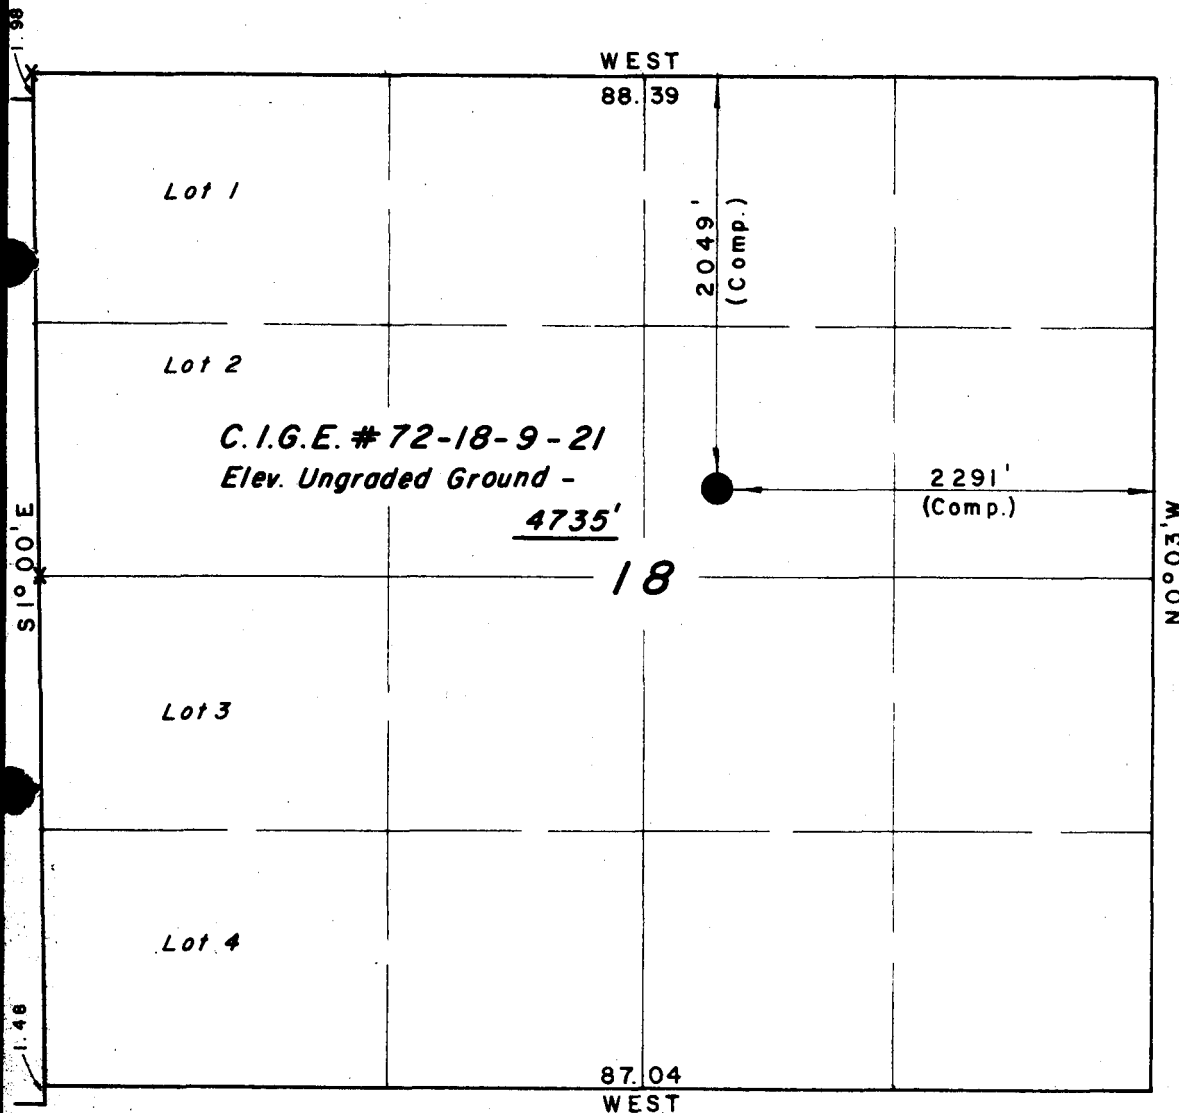 1.98
WEST
88.39
Lot 1
2049'
(Comp.)
Lot 2
C.I.G.E. # 72-18-9-21
Elev. Ungraded Ground -
4735'
2291'
(Comp.)
S1°00'E
18
N0°03'W
Lot 3
Lot 4
1.48
87.04
WEST